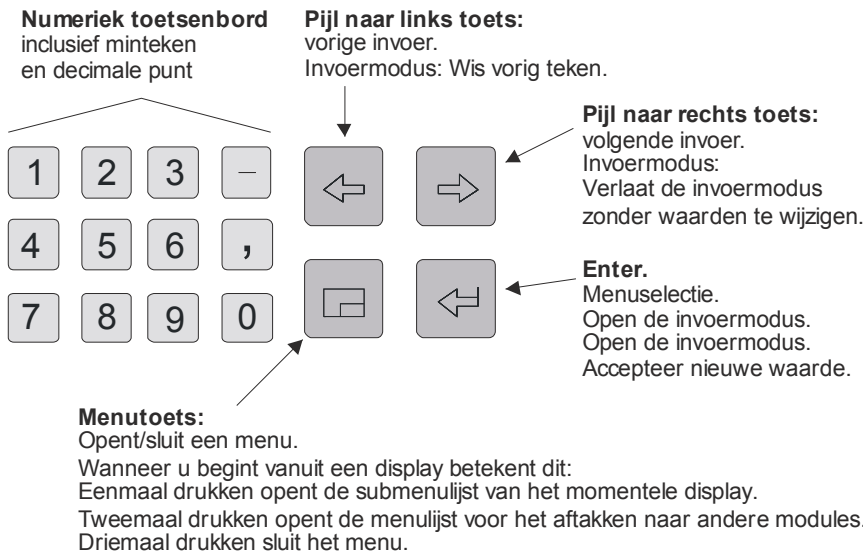 Numeriek toetsenbord
inclusief minteken
en decimale punt
Pijl naar links toets:
vorige invoer.
Invoermodus: Wis vorig teken.
Pijl naar rechts toets:
volgende invoer.
Invoermodus:
Verlaat de invoermodus
zonder waarden te wijzigen.
1 2 3 –
4 5 6 ,
7 8 9 0
Enter.
Menuselectie.
Open de invoermodus.
Open de invoermodus.
Accepteer nieuwe waarde.
Menutoets:
Opent/sluit een menu.
Wanneer u begint vanuit een display betekent dit:
Eenmaal drukken opent de submenulijst van het momentele display.
Tweemaal drukken opent de menulijst voor het aftakken naar andere modules.
Driemaal drukken sluit het menu.